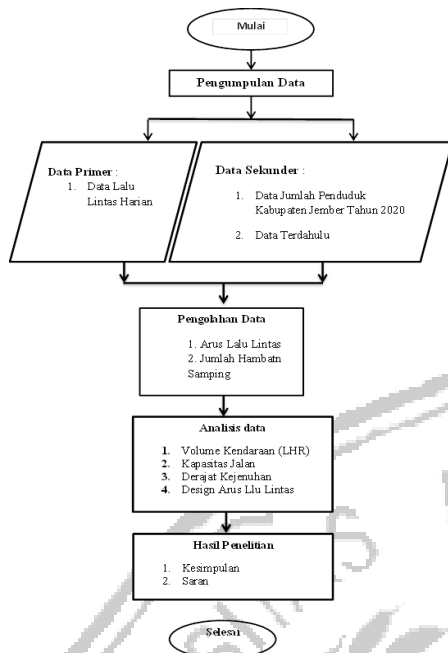 Mulai
Pengumpulan Data
Data Primer :
1. Data Lalu
Lintas Harian
Data Sekunder :
1. Data Jumlah Penduduk
Kabupaten Jember Tahun 2020
2. Data Terdahulu
Pengolahan Data
1. Arus Lalu Lintas
2. Jumlah Hambatn
Samping
Analisis data
1. Volume Kendaraan (LHR)
2. Kapasitas Jalan
3. Derajat Kejenuhan
4. Design Arus Llu Lintas
Hasil Penelitian
1. Kesimpulan
2. Saran
Selesai